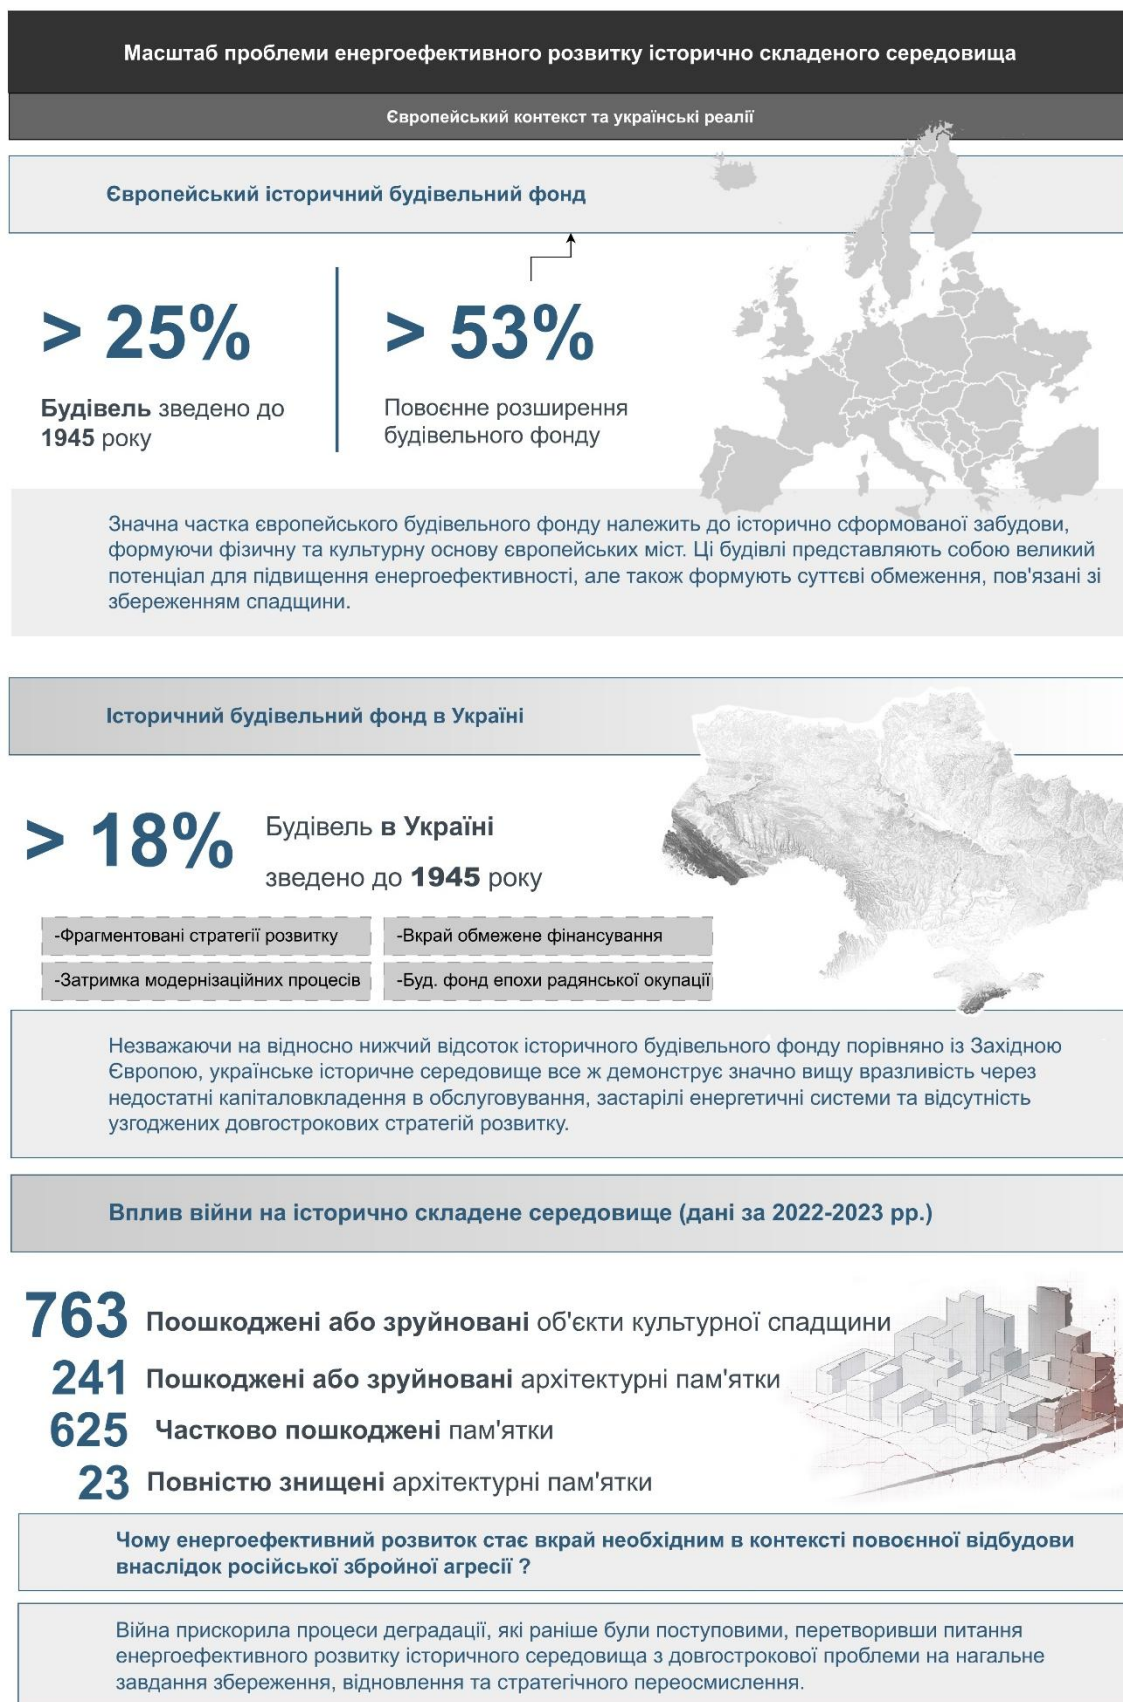 Масштаб проблеми енергоефективного розвитку історично складеного середовища
Європейський контекст та українські реалії
Європейський історичний будівельний фонд
> 25%
Будівель зведено до
1945 року
> 53%
Повоєнне розширення
будівельного фонду
Значна частка європейського будівельного фонду належить до історично сформованої забудови,
формуючи фізичну та культурну основу європейських міст. Ці будівлі представляють собою великий
потенціал для підвищення енергоефективності, але також формують суттєві обмеження, пов'язані зі
збереженням спадщини.
Історичний будівельний фонд в Україні
> 18%
Будівель в Україні
зведено до 1945 року
-Фрагментовані стратегії розвитку
-Вкрай обмежене фінансування
-Затримка модернізаційних процесів
-Буд. фонд епохи радянської окупації
Незважаючи на відносно нижчий відсоток історичного будівельного фонду порівняно із Західною
Європою, українське історичне середовище все ж демонструє значно вищу вразливість через
недостатні капіталовкладення в обслуговування, застарілі енергетичні системи та відсутність
узгоджених довгострокових стратегій розвитку.
Вплив війни на історично складене середовище (дані за 2022-2023 рр.)
763 Поошкоджені або зруйновані об'єкти культурної спадщини
241 Пошкоджені або зруйновані архітектурні пам'ятки
625 Частково пошкоджені пам'ятки
23 Повністю знищені архітектурні пам'ятки
Чому енергоефективний розвиток стає вкрай необхідним в контексті повоєнної відбудови
внаслідок російської збройної агресії ?
Війна прискорила процеси деградації, які раніше були поступовими, перетворивши питання
енергоефективного розвитку історичного середовища з довгострокової проблеми на нагальне
завдання збереження, відновлення та стратегічного переосмислення.